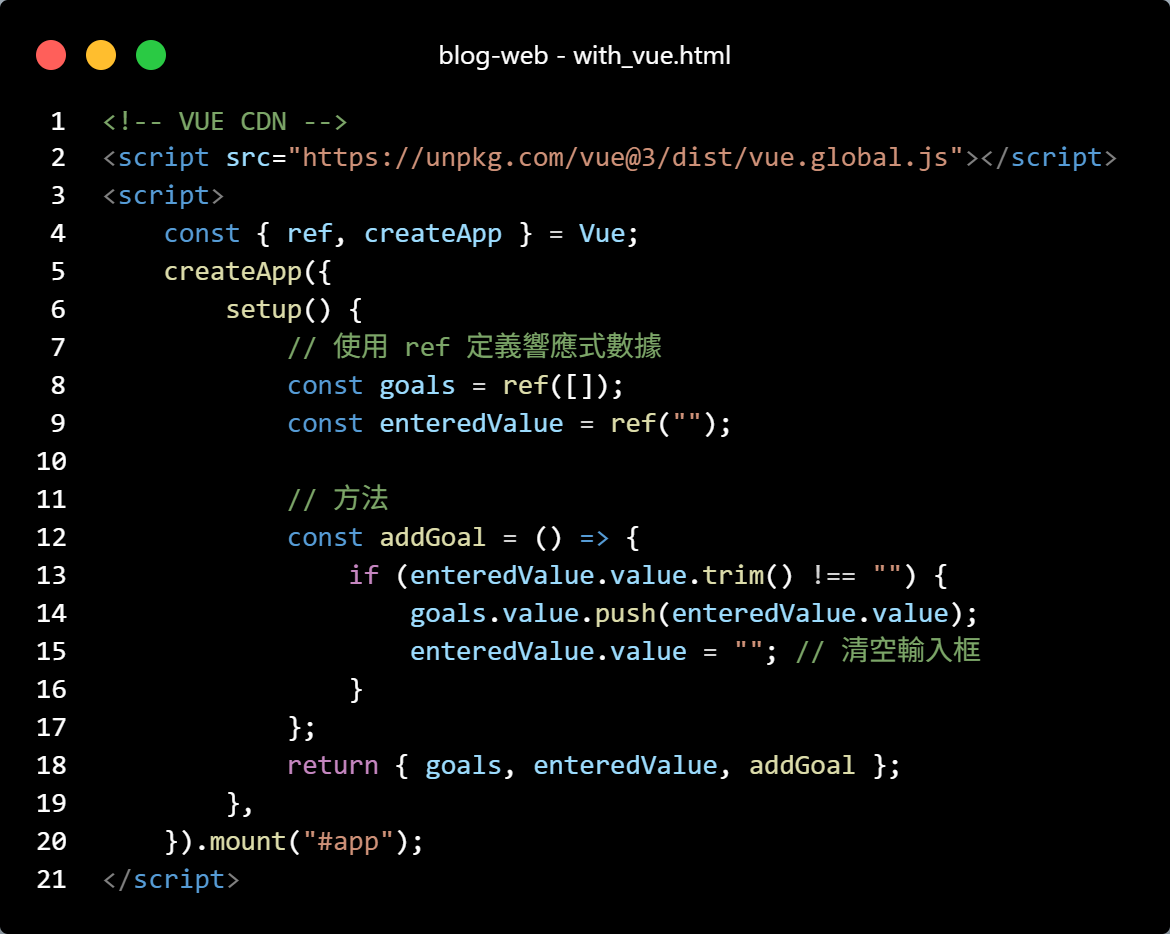 blog-web - with_vue.html
1 <!-- VUE CDN -->
2 <script src="https://unpkg.com/vue@3/dist/vue.global.js"></script>
3 <script>
4     const { ref, createApp } = Vue;
5     createApp({
6         setup() {
7             // 使用 ref 定義響應式數據
8             const goals = ref([]);
9             const enteredValue = ref("");
10
11             // 方法
12             const addGoal = () => {
13                 if (enteredValue.value.trim() !== "") {
14                     goals.value.push(enteredValue.value);
15                     enteredValue.value = ""; // 清空輸入框
16                 }
17             };
18             return { goals, enteredValue, addGoal };
19         },
20     }).mount("#app");
21 </script>